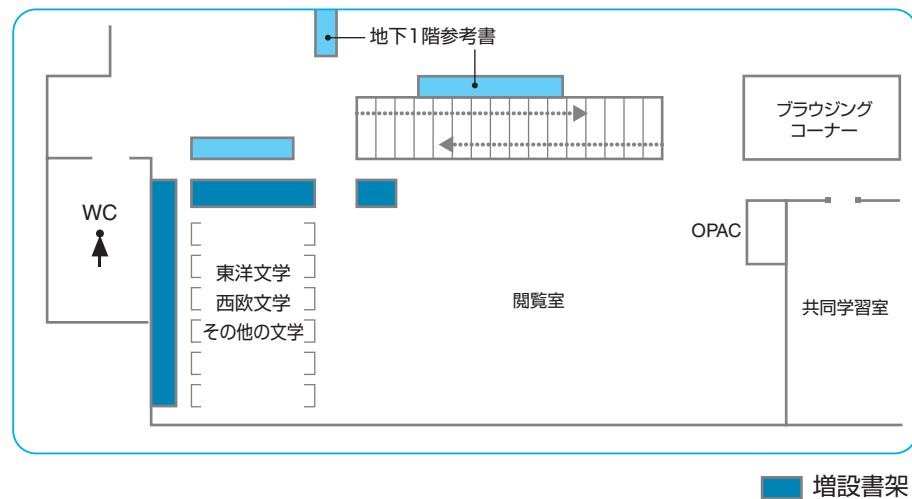 地下1階参考書
ブラウジング
コーナー
WC
OPAC
東洋文学
西欧文学
その他の文学
閲覧室
共同学習室
増設書架